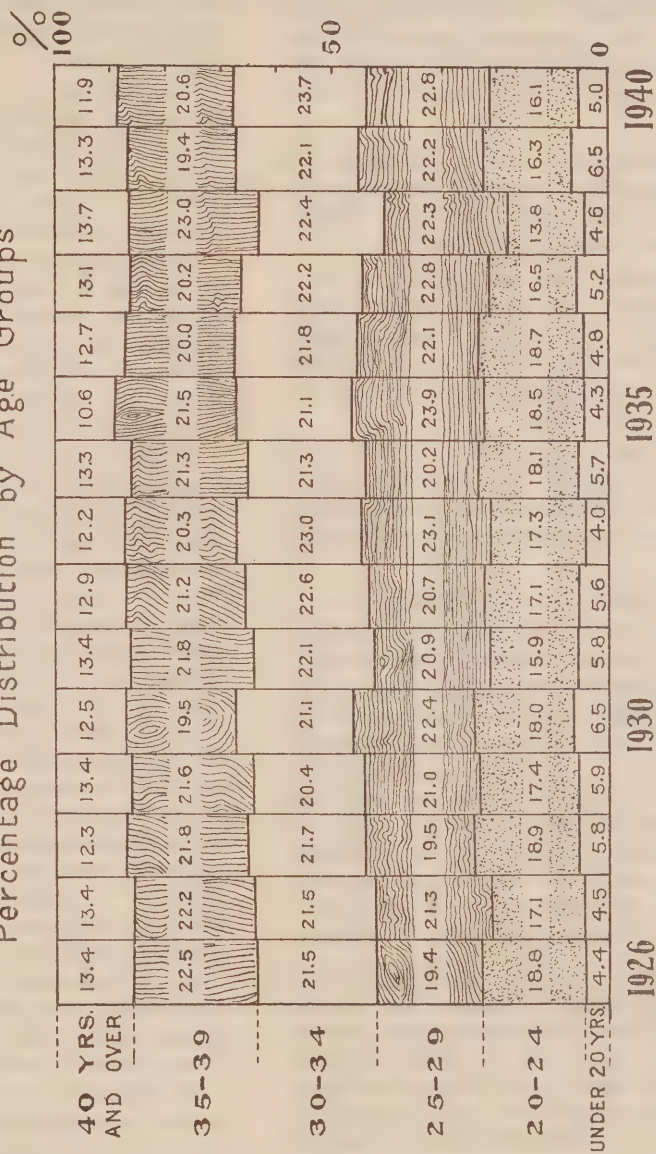 Percentage Distribution by Age Groups
%
100
40 YRS. 13.4 13.4 12.3 13.4 12.5 13.4 12.9 12.2 13.3 10.6 12.7 13.1 13.7 13.3 11.9
AND OVER
35-39 22.5 22.2 21.8 21.6 19.5 21.8 21.2 20.3 21.3 21.5 20.0 20.2 23.0 19.4 20.6
30-34 21.5 21.5 21.7 20.4 21.1 22.1 22.6 23.0 21.3 21.1 21.8 22.2 22.4 22.1 23.7
50
25-29 19.4 21.3 19.5 21.0 22.4 20.9 20.7 23.1 20.2 23.9 22.1 22.8 22.3 22.2 22.8
20-24 18.8 17.1 18.9 17.4 18.0 15.9 17.1 17.3 18.1 18.5 18.7 16.5 13.8 16.3 16.1
UNDER 20 YRS. 4.4 4.5 5.8 5.9 6.5 5.8 5.6 4.0 5.7 4.3 4.8 5.2 4.6 6.5 5.0
0
1926 1930 1935 1940